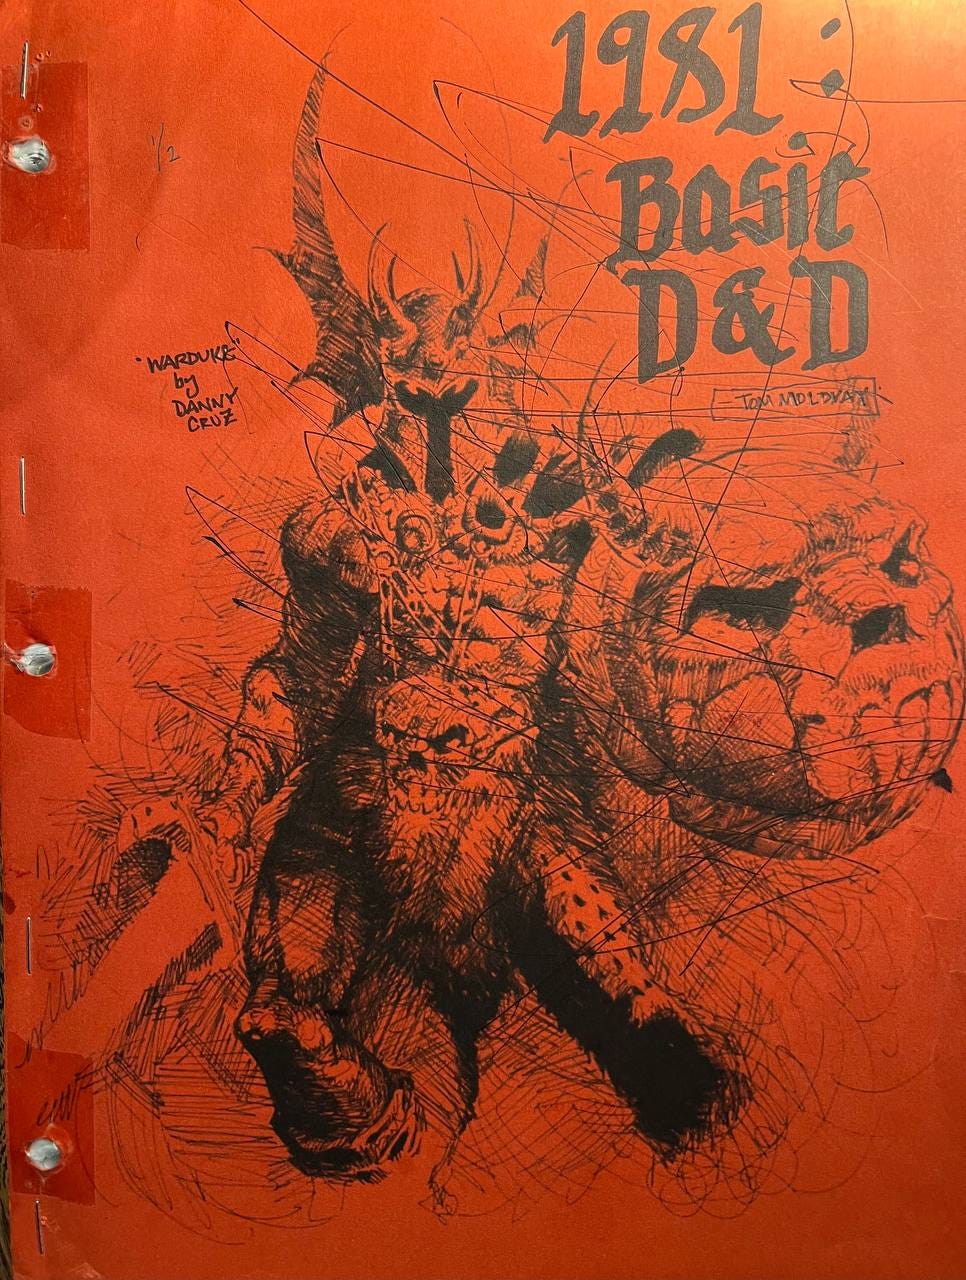 1981:
Basic
D&D
TOM MOLDVAY
1/2
"WARDUKE"
by
DANNY
CRUZ